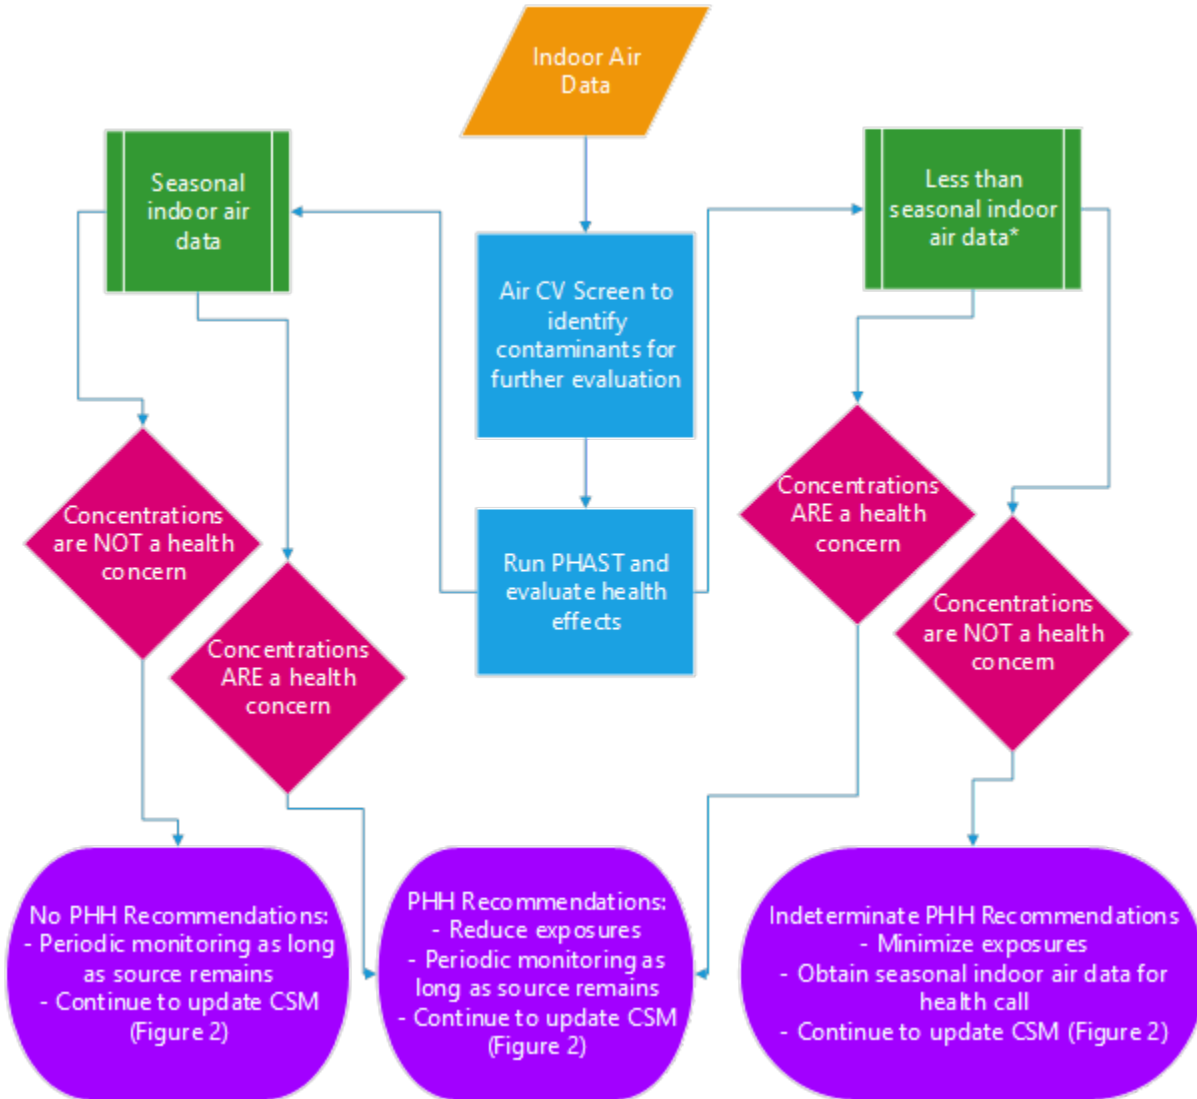 Indoor Air
Data
Seasonal
indoor air
data
Less than
seasonal indoor
air data*
Air CV Screen to
identify
contaminants for
further evaluation
Run PHAST and
evaluate health
effects
Concentrations
are NOT a health
concern
Concentrations
ARE a health
concern
Concentrations
ARE a health
concern
Concentrations
are NOT a health
concern
No PHH Recommendations:
- Periodic monitoring as long
as source remains
- Continue to update CSM
(Figure 2)
PHH Recommendations:
- Reduce exposures
- Periodic monitoring as
long as source remains
- Continue to update CSM
(Figure 2)
Indeterminate PHH Recommendations
- Minimize exposures
- Obtain seasonal indoor air data for
health call
- Continue to update CSM (Figure 2)